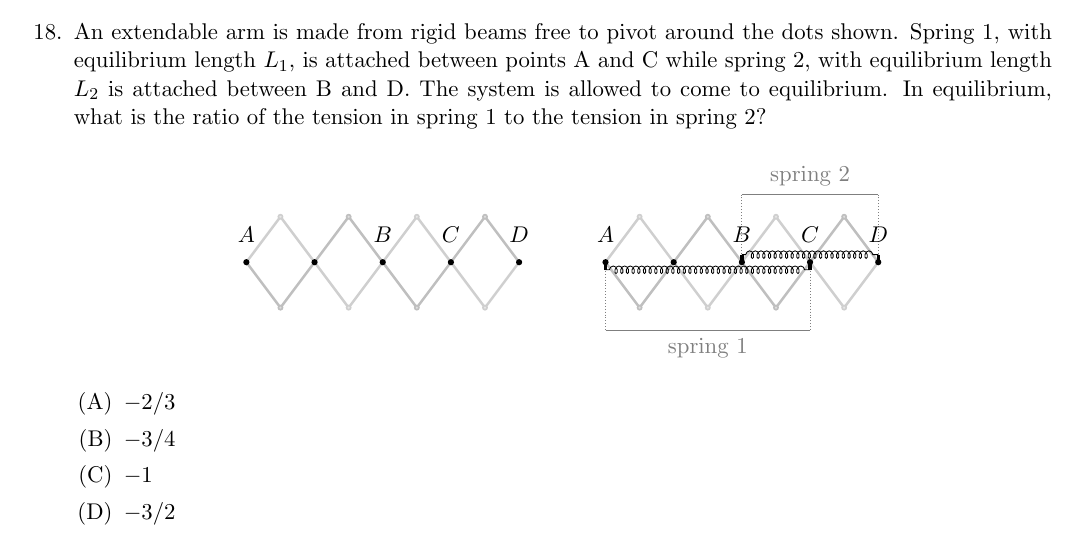 18. An extendable arm is made from rigid beams free to pivot around the dots shown. Spring 1, with
equilibrium length L₁, is attached between points A and C while spring 2, with equilibrium length
L₂ is attached between B and D. The system is allowed to come to equilibrium. In equilibrium,
what is the ratio of the tension in spring 1 to the tension in spring 2?
spring 2
A B C D A B C D
spring 1
(A) −2/3
(B) −3/4
(C) −1
(D) −3/2